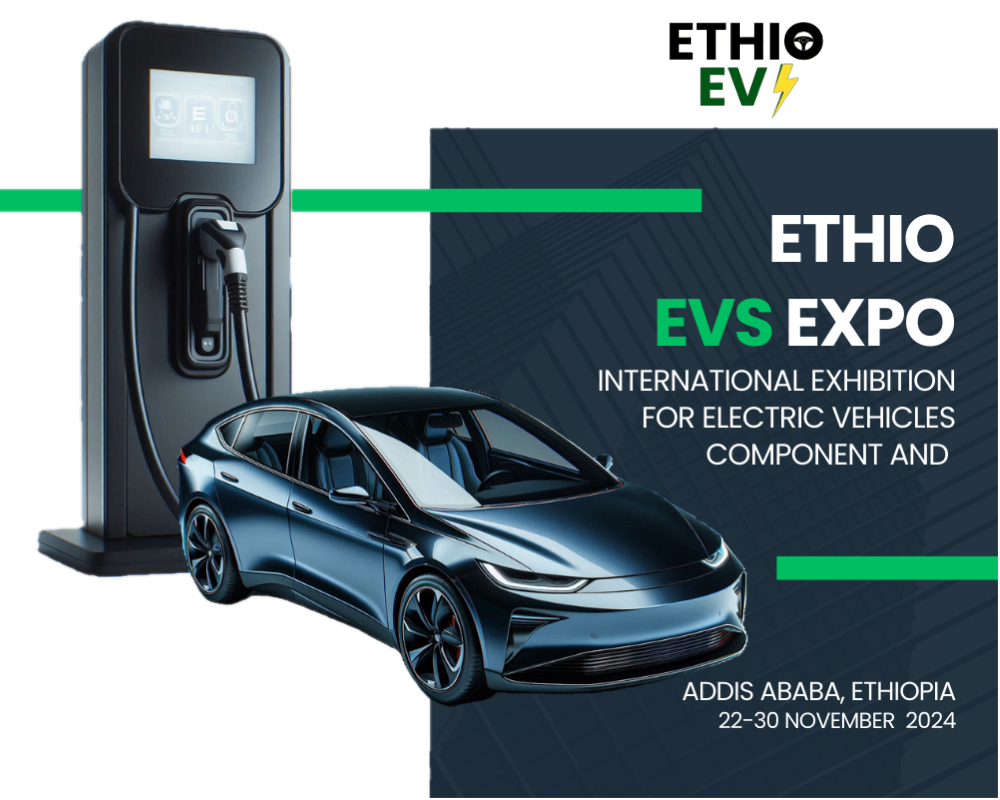 ETHIO
EV
ETHIO
EVS EXPO
INTERNATIONAL EXHIBITION
FOR ELECTRIC VEHICLES
COMPONENT AND
ADDIS ABABA, ETHIOPIA
22-30 NOVEMBER 2024